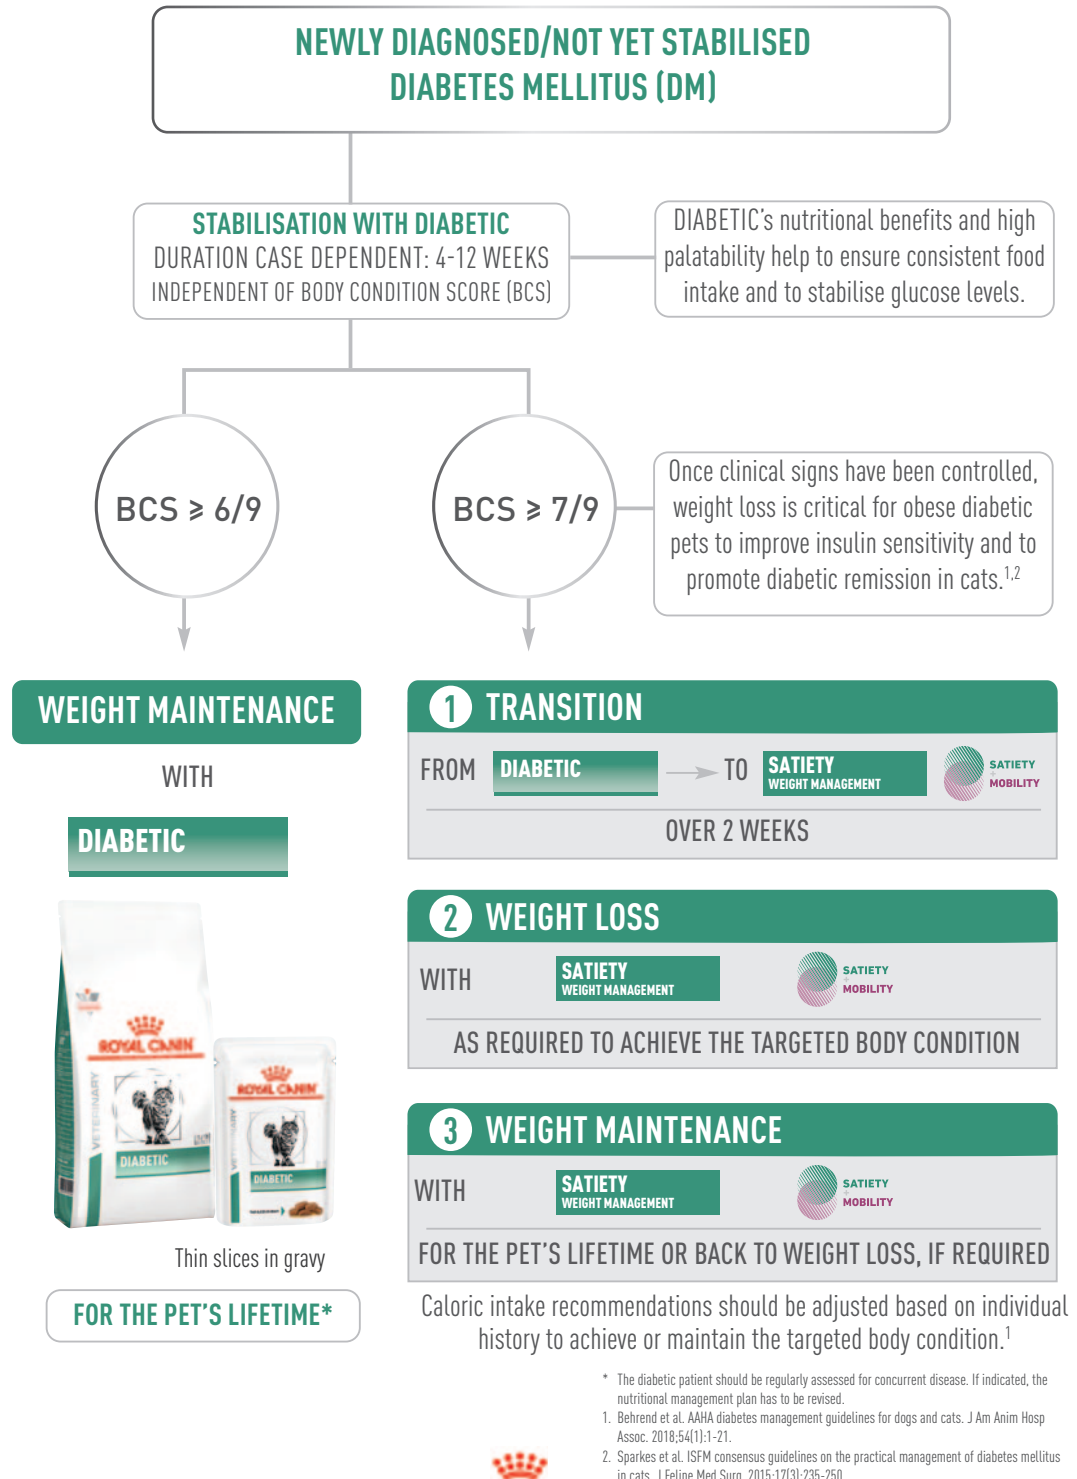 NEWLY DIAGNOSED/NOT YET STABILISED
DIABETES MELLITUS (DM)
STABILISATION WITH DIABETIC
DURATION CASE DEPENDENT: 4-12 WEEKS
INDEPENDENT OF BODY CONDITION SCORE (BCS)
DIABETIC's nutritional benefits and high
palatability help to ensure consistent food
intake and to stabilise glucose levels.
BCS ≥ 6/9
BCS ≥ 7/9
Once clinical signs have been controlled,
weight loss is critical for obese diabetic
pets to improve insulin sensitivity and to
promote diabetic remission in cats.1,2
WEIGHT MAINTENANCE
WITH
DIABETIC
ROYAL CANIN
VETERINARY
DIABETIC
ROYAL CANIN
DIABETIC
Thin slices in gravy
FOR THE PET'S LIFETIME*
1 TRANSITION
FROM DIABETIC TO SATIETY
WEIGHT MANAGEMENT
SATIETY
+
MOBILITY
OVER 2 WEEKS
2 WEIGHT LOSS
WITH SATIETY
WEIGHT MANAGEMENT
SATIETY
+
MOBILITY
AS REQUIRED TO ACHIEVE THE TARGETED BODY CONDITION
3 WEIGHT MAINTENANCE
WITH SATIETY
WEIGHT MANAGEMENT
SATIETY
+
MOBILITY
FOR THE PET'S LIFETIME OR BACK TO WEIGHT LOSS, IF REQUIRED
Caloric intake recommendations should be adjusted based on individual
history to achieve or maintain the targeted body condition.1
* The diabetic patient should be regularly assessed for concurrent disease. If indicated, the
nutritional management plan has to be revised.
1. Behrend et al. AAHA diabetes management guidelines for dogs and cats. J Am Anim Hosp
Assoc. 2018;54(1):1-21.
2. Sparkes et al. ISFM consensus guidelines on the practical management of diabetes mellitus
in cats. J Feline Med Surg. 2015;17(3):235-250